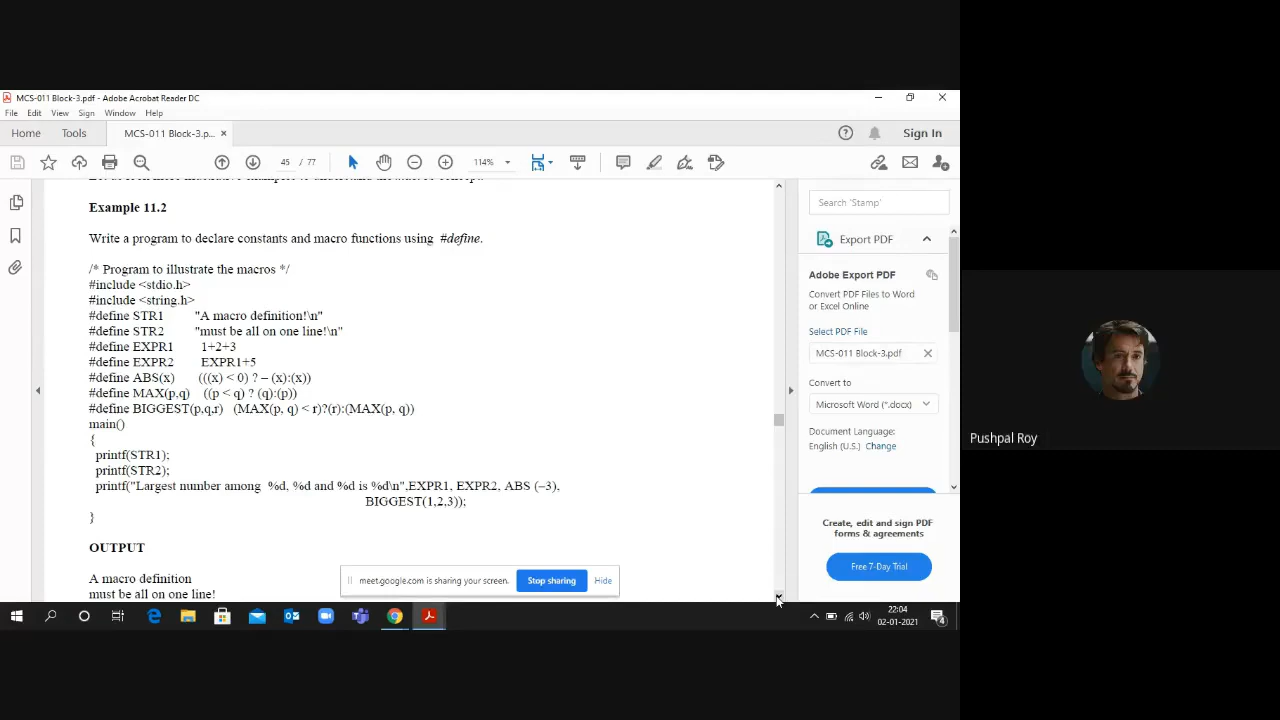 MCS-011 Block-3.pdf - Adobe Acrobat Reader DC
File Edit View Sign Window Help
Home Tools MCS-011 Block-3.p... × Sign In
45 / 77 114%
Example 11.2
Write a program to declare constants and macro functions using #define.
/* Program to illustrate the macros */
#include <stdio.h>
#include <string.h>
#define STR1 "A macro definition!\n"
#define STR2 "must be all on one line!\n"
#define EXPR1 1+2+3
#define EXPR2 EXPR1+5
#define ABS(x) (((x) < 0) ? – (x):(x))
#define MAX(p,q) ((p < q) ? (q):(p))
#define BIGGEST(p,q,r) (MAX(p, q) < r)?(r):(MAX(p, q))
main()
{
printf(STR1);
printf(STR2);
printf("Largest number among %d, %d and %d is %d\n",EXPR1, EXPR2, ABS (–3),
BIGGEST(1,2,3));
}
OUTPUT
A macro definition
must be all on one line!
Search 'Stamp'
Export PDF
Adobe Export PDF
Convert PDF Files to Word
or Excel Online
Select PDF File
MCS-011 Block-3.pdf
Convert to
Microsoft Word (*.docx)
Document Language:
English (U.S.) Change
Create, edit and sign PDF
forms & agreements
Free 7-Day Trial
meet.google.com is sharing your screen. Stop sharing Hide
22:04
02-01-2021
4
Pushpal Roy